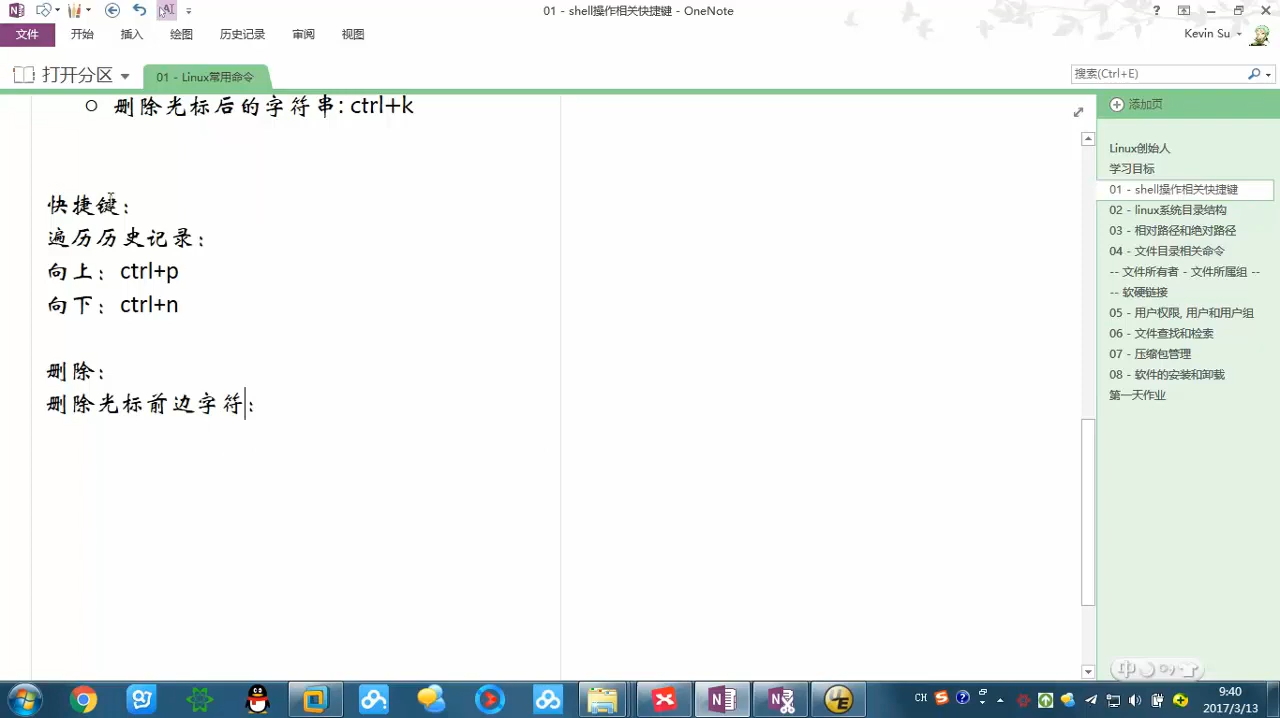 01 - shell操作相关快捷键 - OneNote
文件 开始 插入 绘图 历史记录 审阅 视图
Kevin Su
打开分区
01 - Linux常用命令
搜索(Ctrl+E)
删除光标后的字符串: ctrl+k
快捷键：
遍历历史记录：
向上：ctrl+p
向下：ctrl+n
删除：
删除光标前边字符：
添加页
Linux创始人
学习目标
01 - shell操作相关快捷键
02 - linux系统目录结构
03 - 相对路径和绝对路径
04 - 文件目录相关命令
-- 文件所有者 - 文件所属组 --
-- 软硬链接
05 - 用户权限, 用户和用户组
06 - 文件查找和检索
07 - 压缩包管理
08 - 软件的安装和卸载
第一天作业
中
CH
9:40
2017/3/13